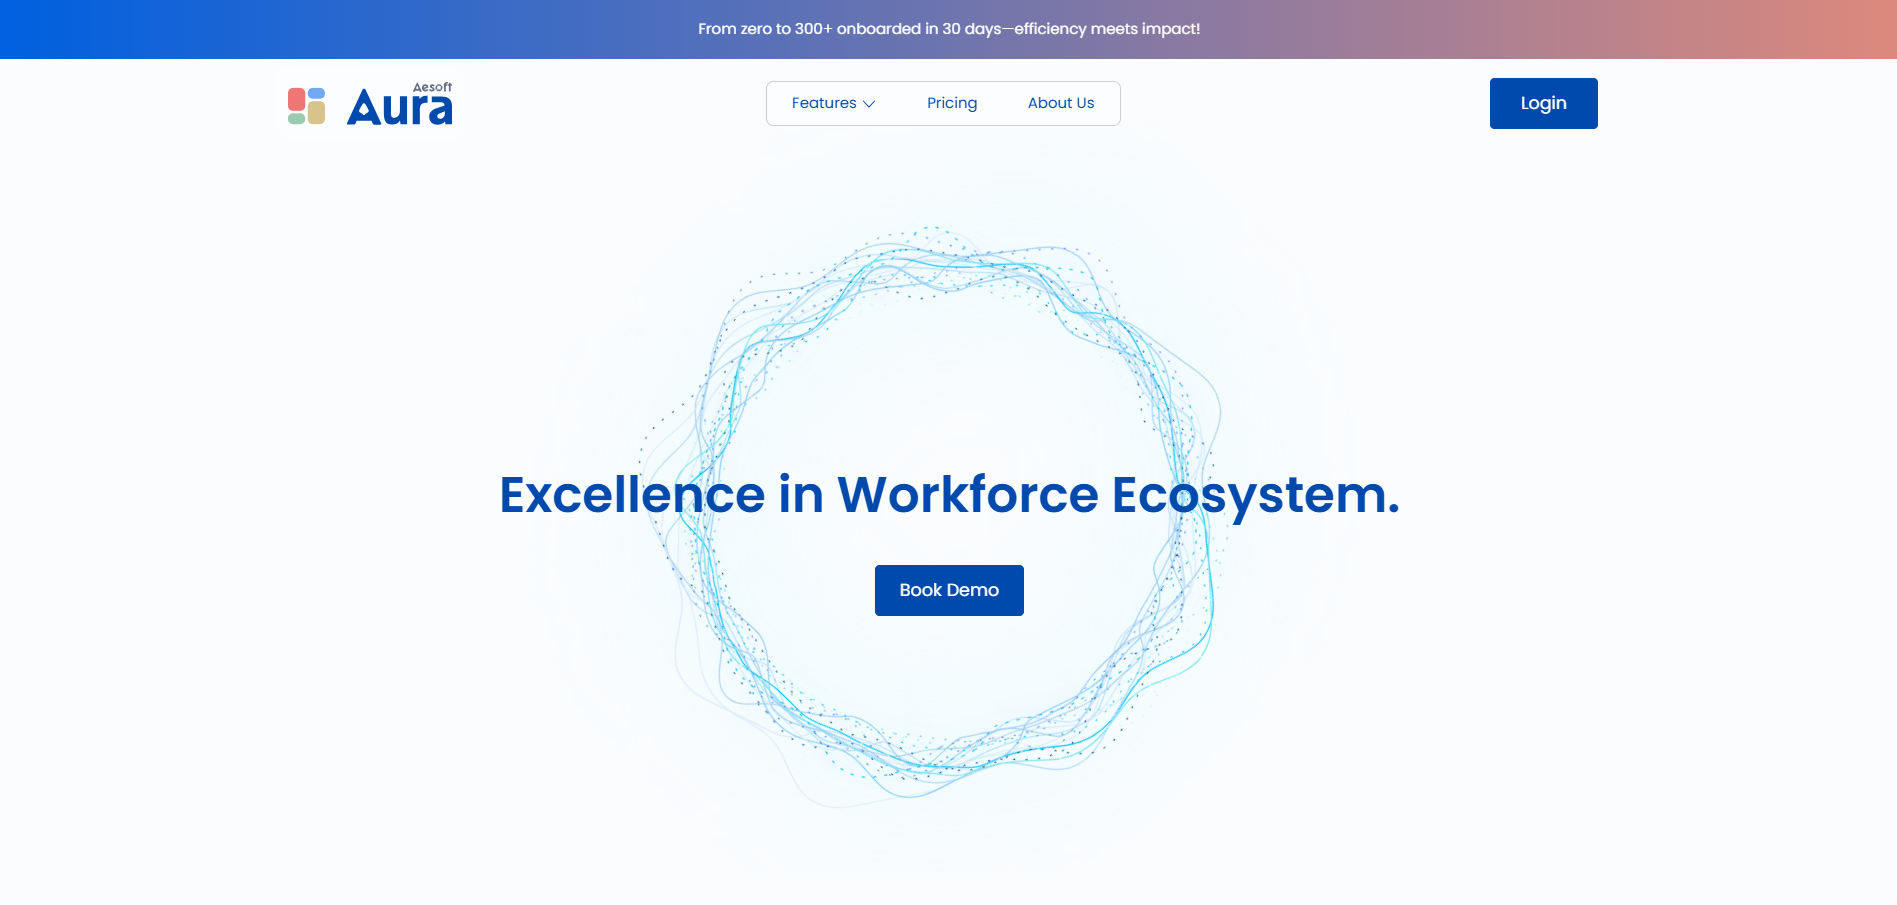 From zero to 300+ onboarded in 30 days—efficiency meets impact!
Aesoft
Aura
Features
Pricing
About Us
Login
Excellence in Workforce Ecosystem.
Book Demo